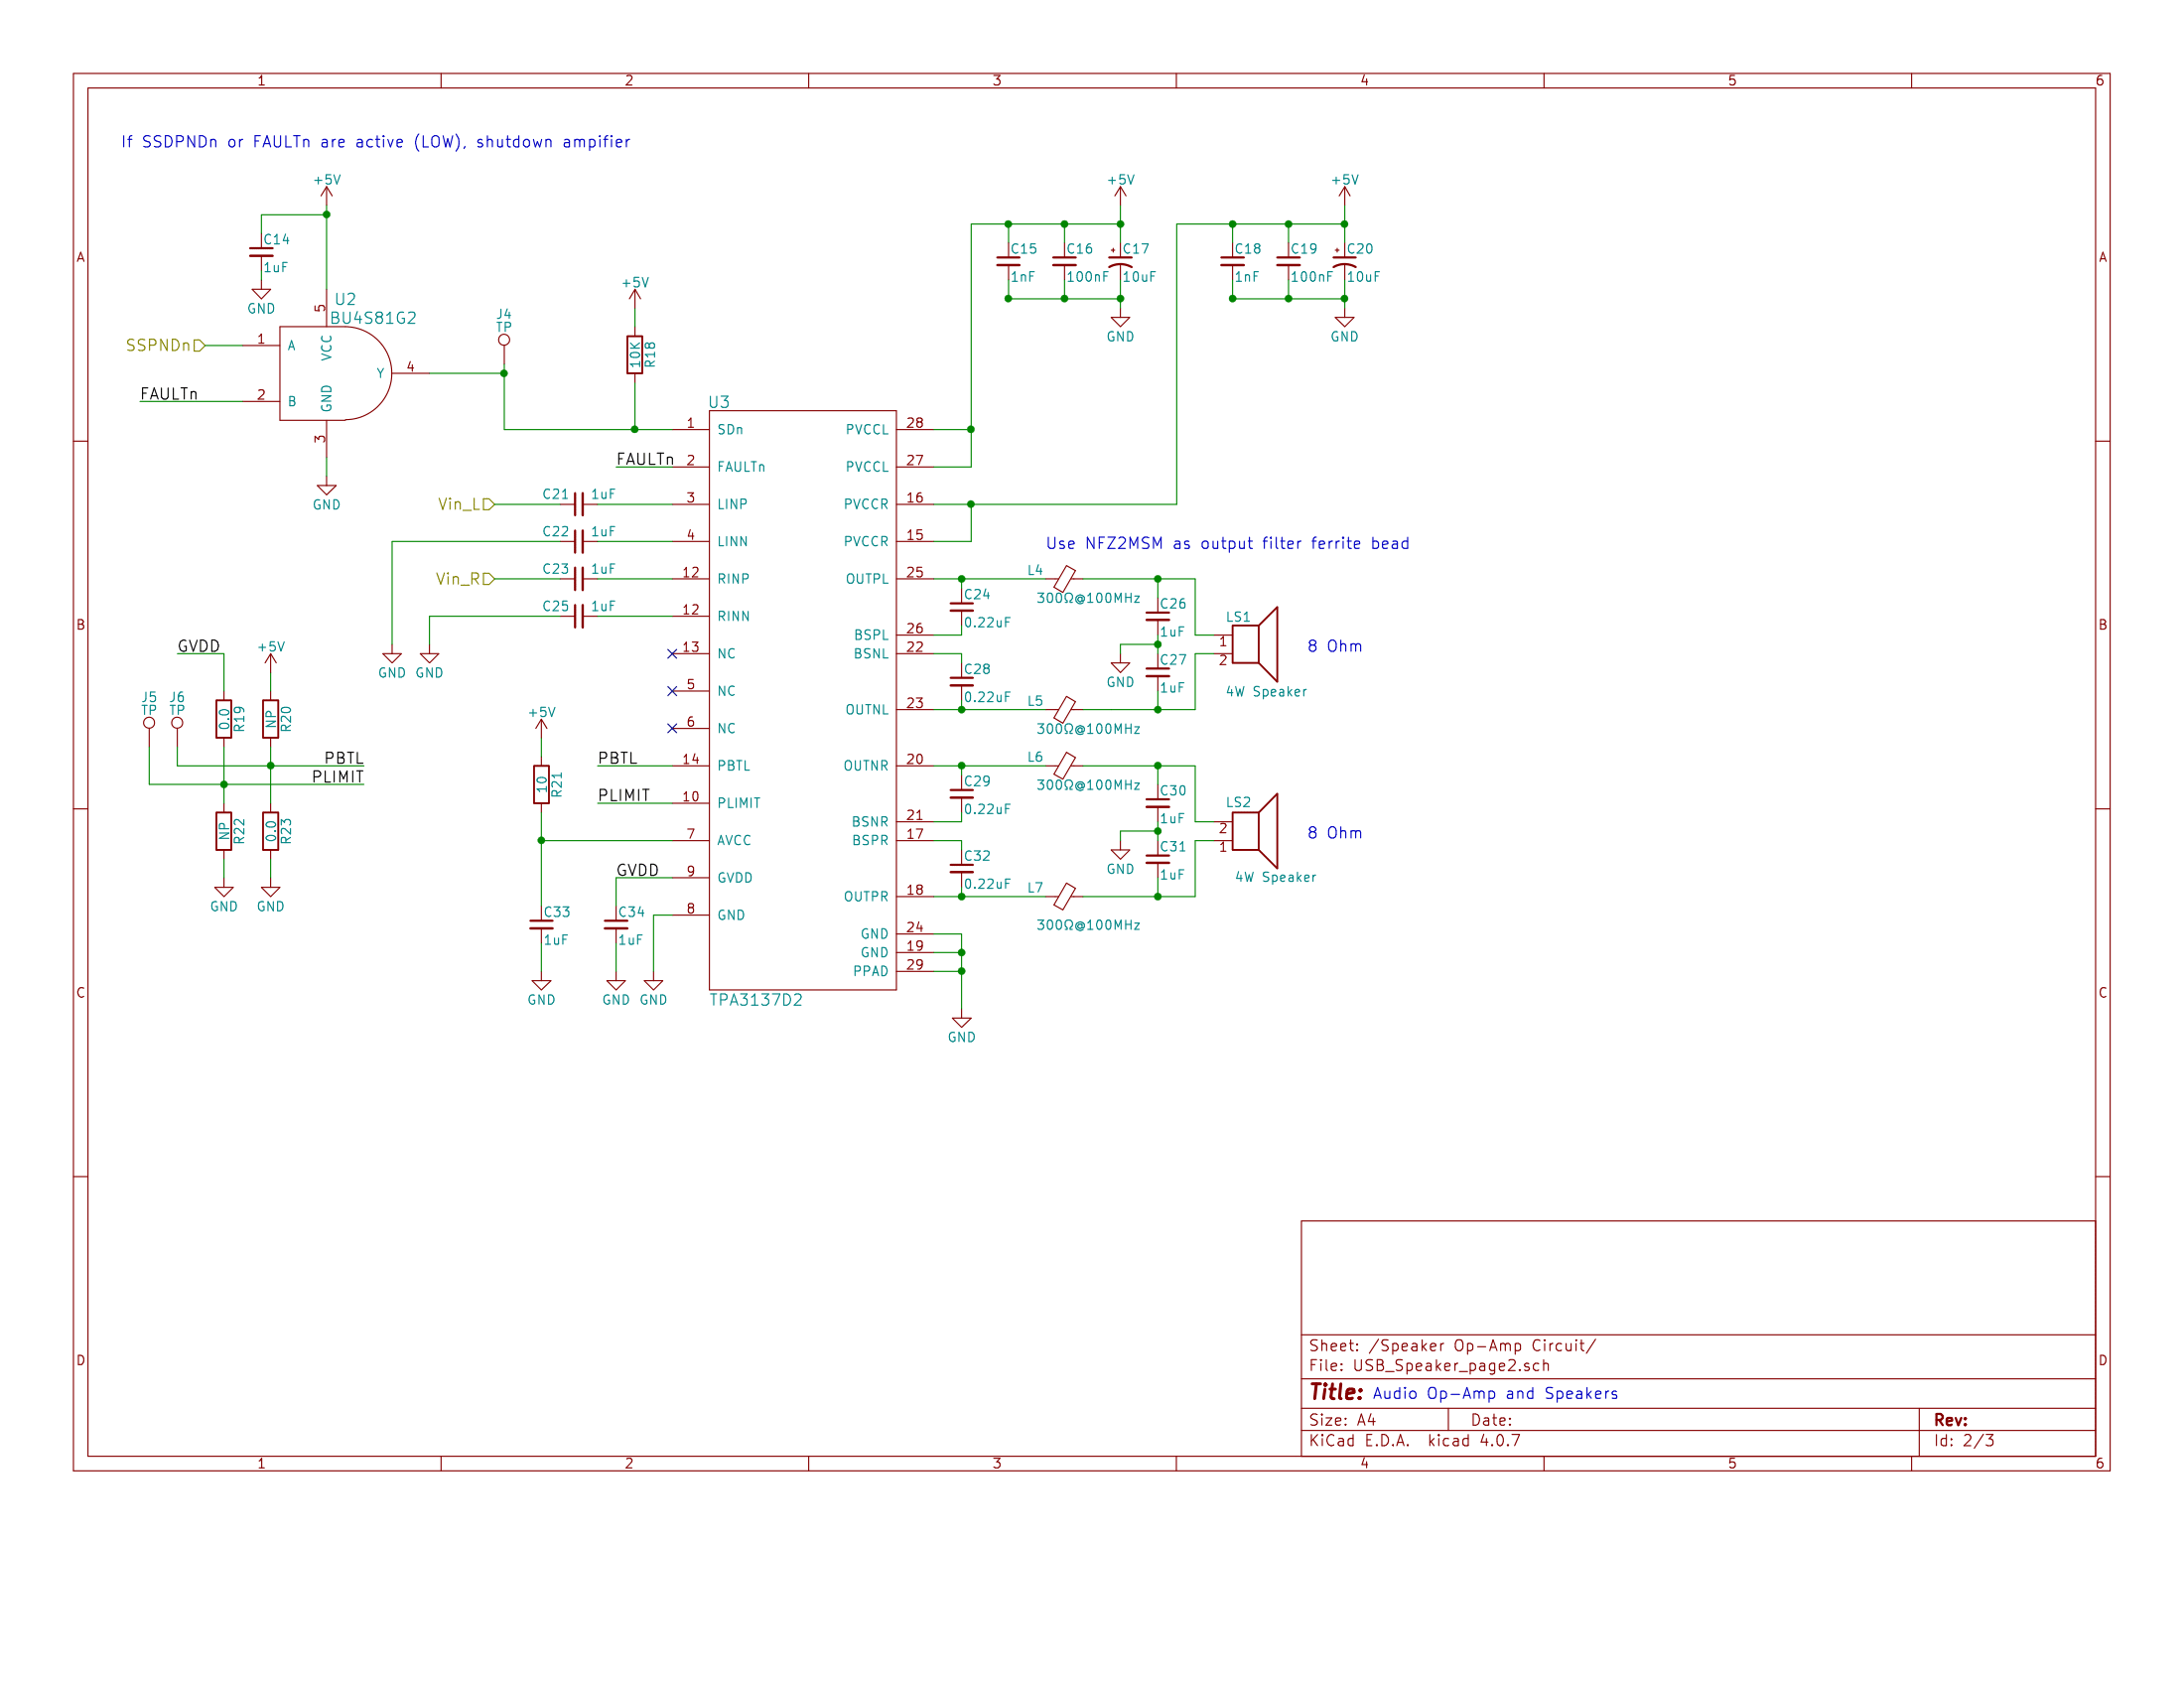 1 2 3 4 5 6
A
B
C
D
If SSDPNDn or FAULTn are active (LOW), shutdown ampifier
+5V
C14
1uF
GND
U2
BU4S81G2
5
VCC
SSPNDn
1
A
Y
4
FAULTn
2
B
GND
3
GND
J4
TP
+5V
10K
R18
+5V
C15
1nF
C16
100nF
C17
10uF
GND
+5V
C18
1nF
C19
100nF
C20
10uF
GND
U3
1 SDn
FAULTn 2 FAULTn
Vin_L C21 1uF 3 LINP
C22 1uF 4 LINN
Vin_R C23 1uF 12 RINP
C25 1uF 12 RINN
GND GND
13 NC
5 NC
6 NC
PBTL 14 PBTL
PLIMIT 10 PLIMIT
7 AVCC
GVDD 9 GVDD
8 GND
PVCCL 28
PVCCL 27
PVCCR 16
PVCCR 15
OUTPL 25
BSPL 26
BSNL 22
OUTNL 23
OUTNR 20
BSNR 21
BSPR 17
OUTPR 18
GND 24
GND 19
PPAD 29
TPA3137D2
GND
GVDD
+5V
J5
TP
J6
TP
0.0
R19
NP
R20
PBTL
PLIMIT
NP
R22
0.0
R23
GND GND
+5V
10
R21
C33
1uF
GND
C34
1uF
GND GND
Use NFZ2MSM as output filter ferrite bead
L4
300Ω@100MHz
C24
0.22uF
C26
1uF
LS1
1
2
8 Ohm
4W Speaker
GND
C28
0.22uF
C27
1uF
L5
300Ω@100MHz
L6
300Ω@100MHz
C29
0.22uF
C30
1uF
LS2
2
1
8 Ohm
4W Speaker
GND
C32
0.22uF
C31
1uF
L7
300Ω@100MHz
Sheet: /Speaker Op-Amp Circuit/
File: USB_Speaker_page2.sch
Title: Audio Op-Amp and Speakers
Size: A4 Date: Rev:
KiCad E.D.A. kicad 4.0.7 Id: 2/3
A
B
C
D
1 2 3 4 5 6